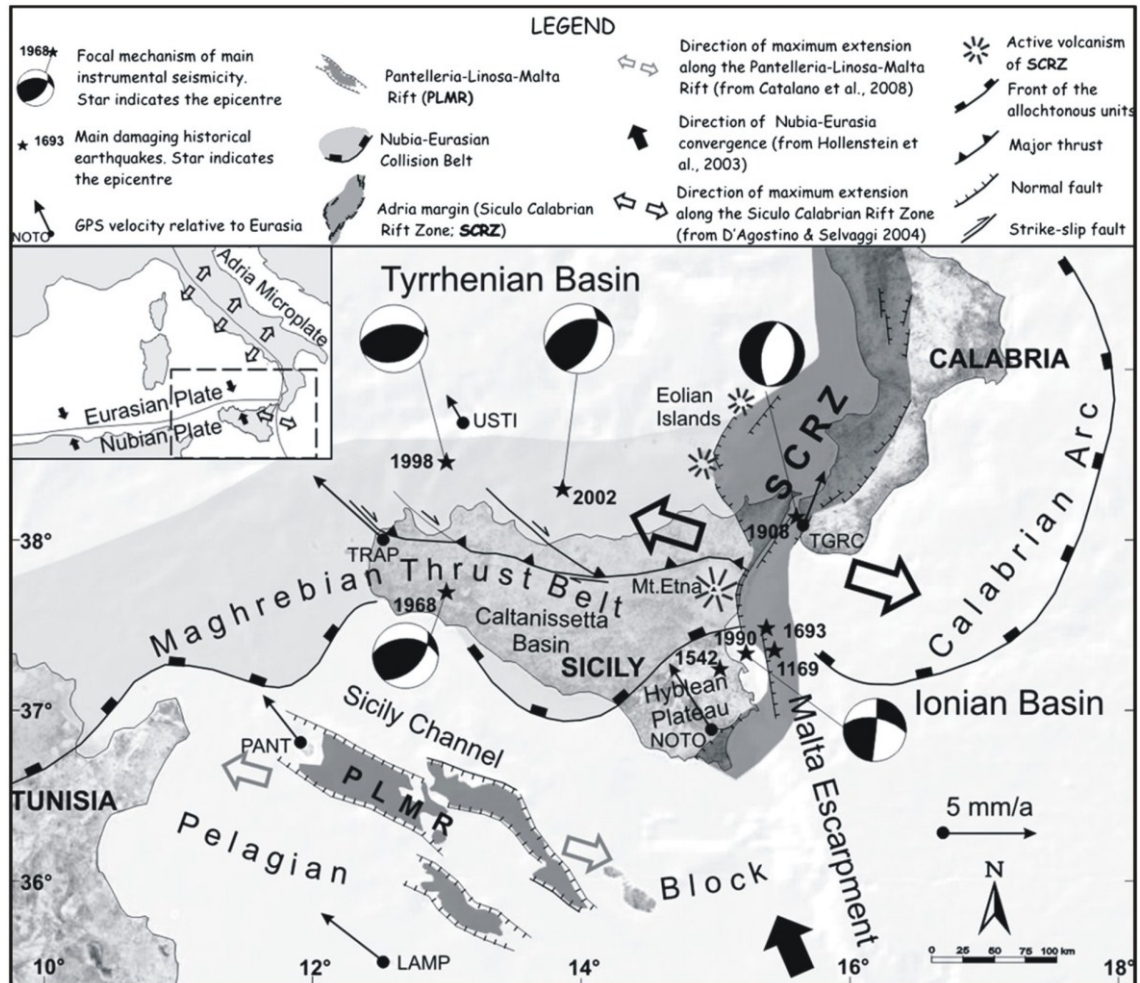 LEGEND
1968
Focal mechanism of main
instrumental seismicity.
Star indicates the epicentre
1693
Main damaging historical
earthquakes. Star indicates
the epicentre
NOTO
GPS velocity relative to Eurasia
Pantelleria-Linosa-Malta
Rift (PLMR)
Nubia-Eurasian
Collision Belt
Adria margin (Siculo Calabrian
Rift Zone; SCRZ)
Direction of maximum extension
along the Pantelleria-Linosa-Malta
Rift (from Catalano et al., 2008)
Direction of Nubia-Eurasia
convergence (from Hollenstein et
al., 2003)
Direction of maximum extension
along the Siculo Calabrian Rift Zone
(from D'Agostino & Selvaggi 2004)
Active volcanism
of SCRZ
Front of the
allochtonous units
Major thrust
Normal fault
Strike-slip fault
Adria Microplate
Eurasian Plate
Nubian Plate
Tyrrhenian Basin
CALABRIA
Eolian
Islands
USTI
SCRZ
1998
2002
Calabrian Arc
38°
1908
TGRC
TRAP
Maghrebian Thrust Belt
Mt.Etna
1968
Caltanissetta
Basin
1990
1693
1542
SICILY
1169
Hyblean
Plateau
NOTO
37°
Sicily Channel
Ionian Basin
Malta Escarpment
PANT
PLMR
TUNISIA
5 mm/a
Pelagian
Block
N
36°
LAMP
0 25 50 75 100 km
10°
12°
14°
16°
18°